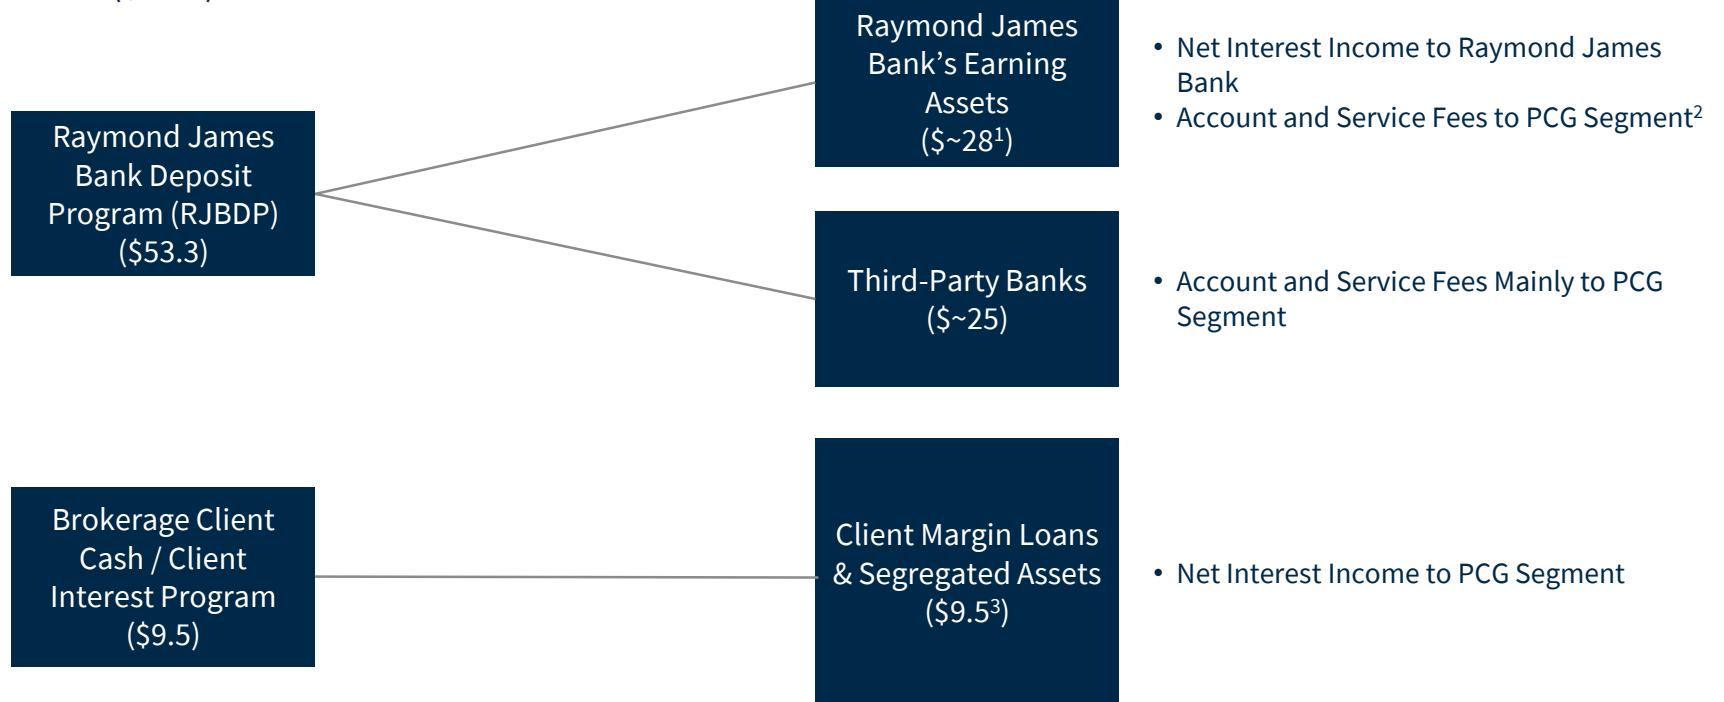 Raymond James
Bank Deposit
Program (RJBDP)
($53.3)
Raymond James
Bank’s Earning
Assets
($~28¹)
• Net Interest Income to Raymond James
Bank
• Account and Service Fees to PCG Segment²
Third-Party Banks
($~25)
• Account and Service Fees Mainly to PCG
Segment
Brokerage Client
Cash / Client
Interest Program
($9.5)
Client Margin Loans
& Segregated Assets
($9.5³)
• Net Interest Income to PCG Segment